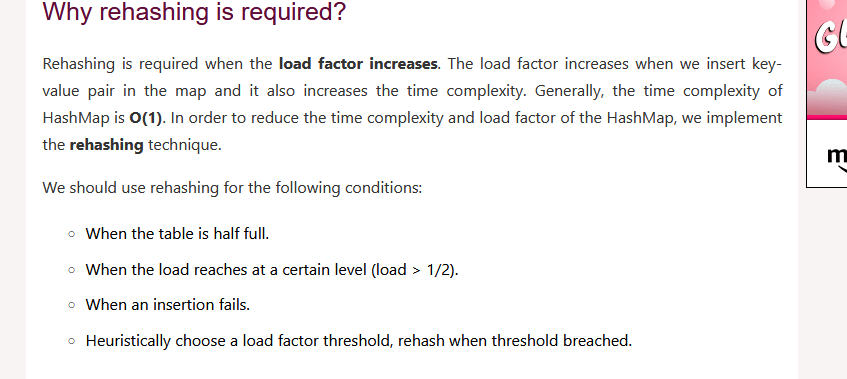 Why rehashing is required?
Rehashing is required when the load factor increases. The load factor increases when we insert key-
value pair in the map and it also increases the time complexity. Generally, the time complexity of
HashMap is O(1). In order to reduce the time complexity and load factor of the HashMap, we implement
the rehashing technique.
We should use rehashing for the following conditions:
When the table is half full.
When the load reaches at a certain level (load > 1/2).
When an insertion fails.
Heuristically choose a load factor threshold, rehash when threshold breached.